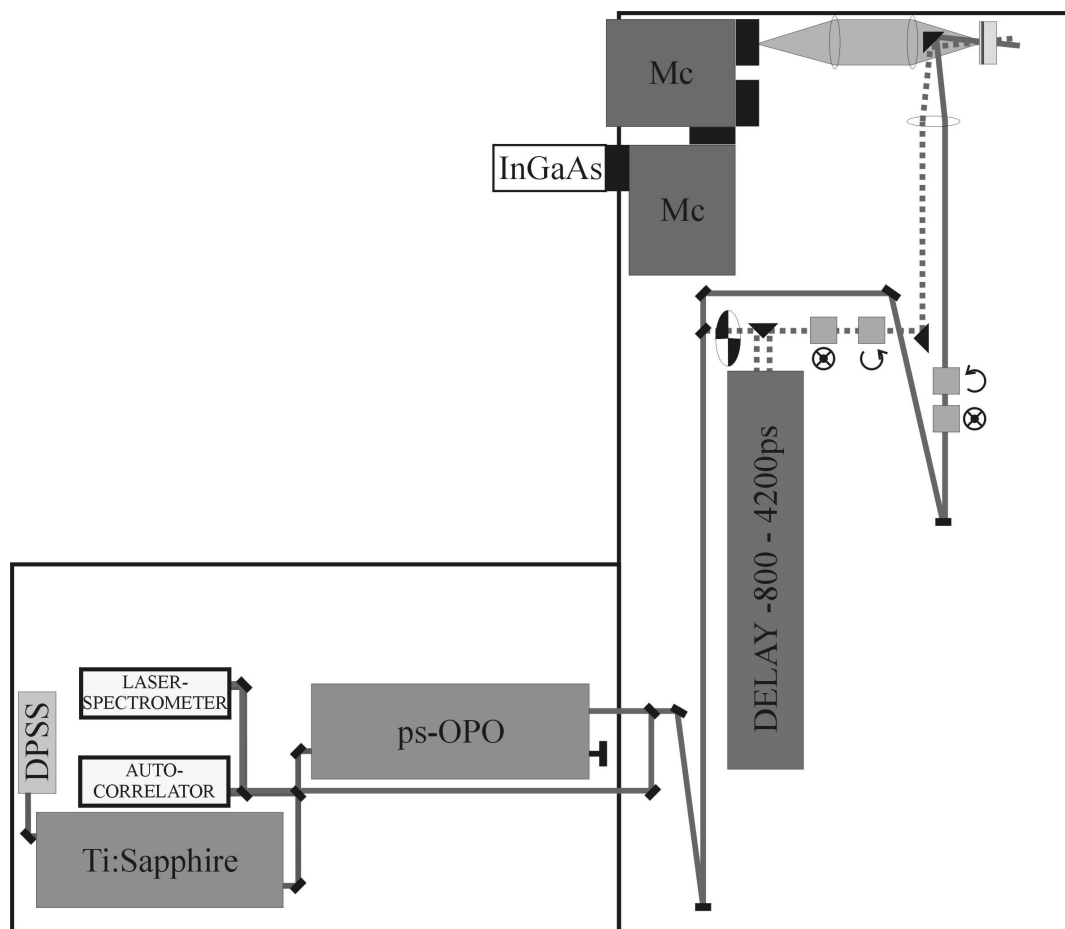 Mc
InGaAs
Mc
DELAY -800 - 4200ps
LASER-
SPECTROMETER
DPSS
ps-OPO
AUTO-
CORRELATOR
Ti:Sapphire